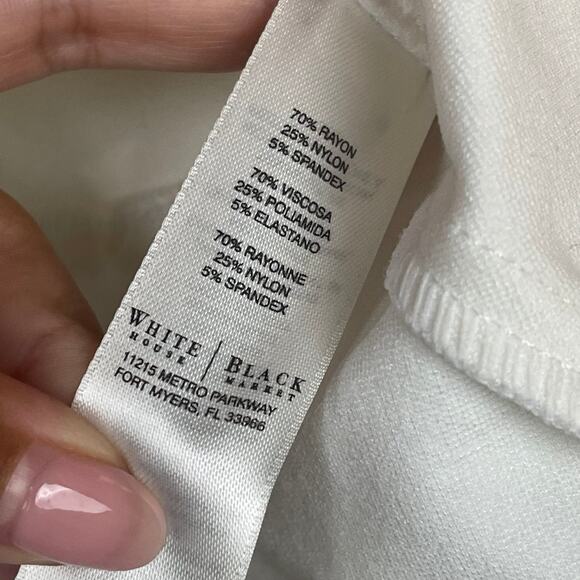 70% RAYON
25% NYLON
5% SPANDEX
70% VISCOSA
25% POLIAMIDA
5% ELASTANO
70% RAYONNE
25% NYLON
5% SPANDEX
WHITE | BLACK
HOUSE MARKET
11215 METRO PARKWAY
FORT MYERS, FL 33966